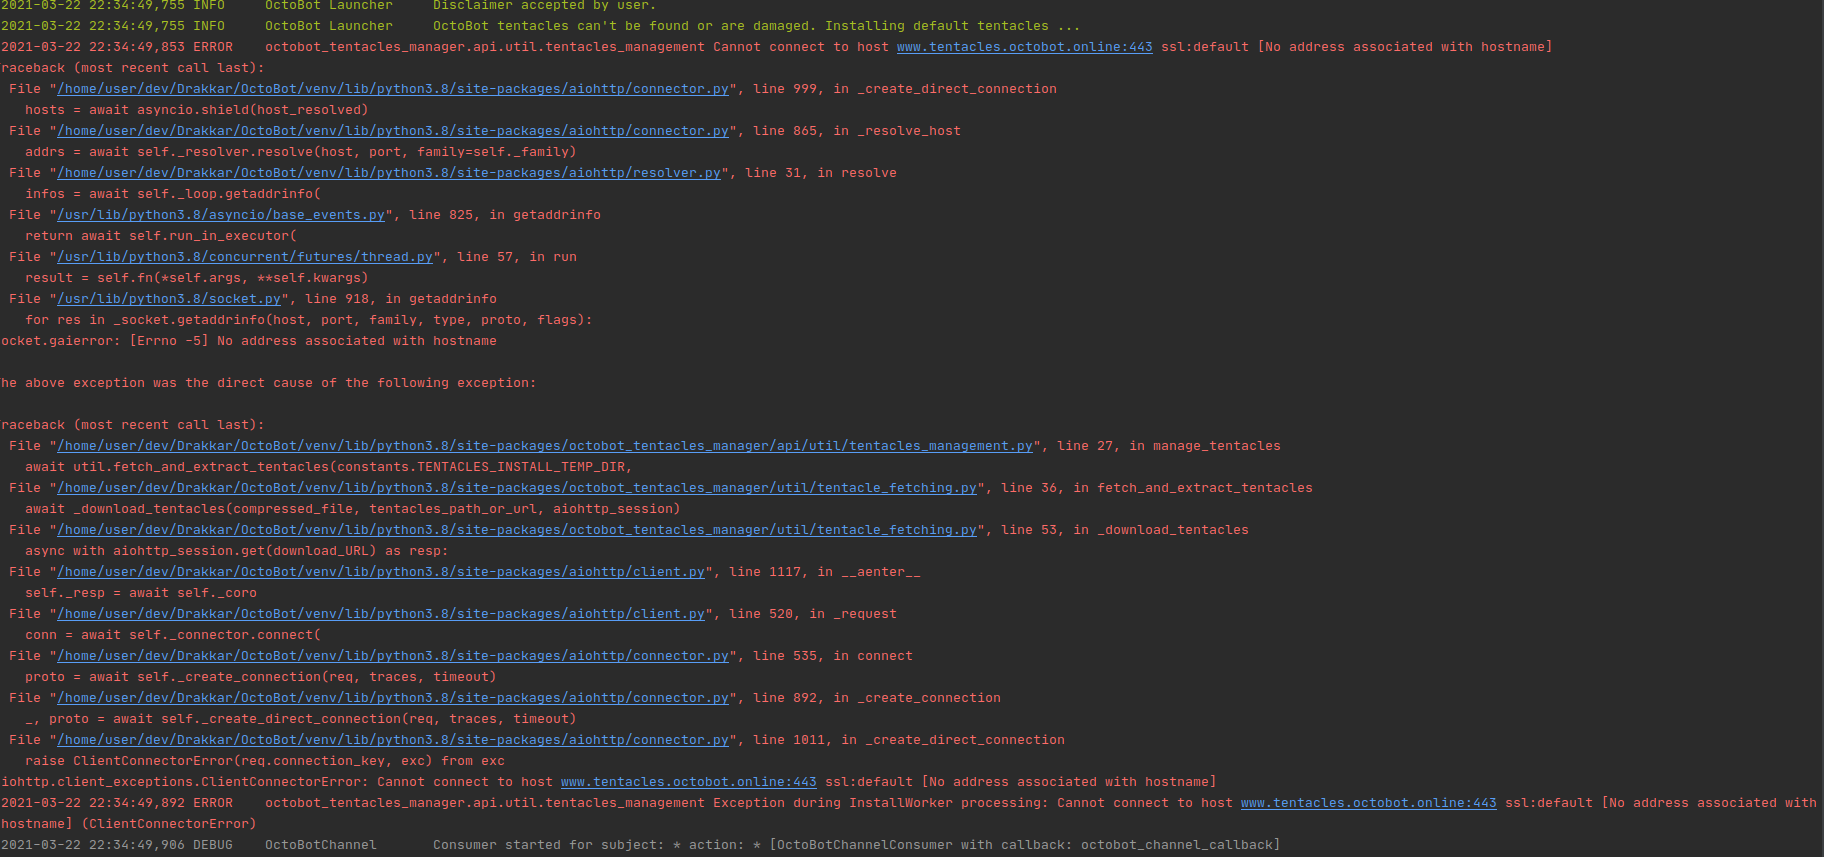 2021-03-22 22:34:49,755 INFO     OctoBot Launcher     Disclaimer accepted by user.
2021-03-22 22:34:49,755 INFO     OctoBot Launcher     OctoBot tentacles can't be found or are damaged. Installing default tentacles ...
2021-03-22 22:34:49,853 ERROR    octobot_tentacles_manager.api.util.tentacles_management Cannot connect to host www.tentacles.octobot.online:443 ssl:default [No address associated with hostname]
raceback (most recent call last):
 File "/home/user/dev/Drakkar/OctoBot/venv/lib/python3.8/site-packages/aiohttp/connector.py", line 999, in _create_direct_connection
   hosts = await asyncio.shield(host_resolved)
 File "/home/user/dev/Drakkar/OctoBot/venv/lib/python3.8/site-packages/aiohttp/connector.py", line 865, in _resolve_host
   addrs = await self._resolver.resolve(host, port, family=self._family)
 File "/home/user/dev/Drakkar/OctoBot/venv/lib/python3.8/site-packages/aiohttp/resolver.py", line 31, in resolve
   infos = await self._loop.getaddrinfo(
 File "/usr/lib/python3.8/asyncio/base_events.py", line 825, in getaddrinfo
   return await self.run_in_executor(
 File "/usr/lib/python3.8/concurrent/futures/thread.py", line 57, in run
   result = self.fn(*self.args, **self.kwargs)
 File "/usr/lib/python3.8/socket.py", line 918, in getaddrinfo
   for res in _socket.getaddrinfo(host, port, family, type, proto, flags):
ocket.gaierror: [Errno -5] No address associated with hostname
he above exception was the direct cause of the following exception:
raceback (most recent call last):
 File "/home/user/dev/Drakkar/OctoBot/venv/lib/python3.8/site-packages/octobot_tentacles_manager/api/util/tentacles_management.py", line 27, in manage_tentacles
   await util.fetch_and_extract_tentacles(constants.TENTACLES_INSTALL_TEMP_DIR,
 File "/home/user/dev/Drakkar/OctoBot/venv/lib/python3.8/site-packages/octobot_tentacles_manager/util/tentacle_fetching.py", line 36, in fetch_and_extract_tentacles
   await _download_tentacles(compressed_file, tentacles_path_or_url, aiohttp_session)
 File "/home/user/dev/Drakkar/OctoBot/venv/lib/python3.8/site-packages/octobot_tentacles_manager/util/tentacle_fetching.py", line 53, in _download_tentacles
   async with aiohttp_session.get(download_URL) as resp:
 File "/home/user/dev/Drakkar/OctoBot/venv/lib/python3.8/site-packages/aiohttp/client.py", line 1117, in __aenter__
   self._resp = await self._coro
 File "/home/user/dev/Drakkar/OctoBot/venv/lib/python3.8/site-packages/aiohttp/client.py", line 520, in _request
   conn = await self._connector.connect(
 File "/home/user/dev/Drakkar/OctoBot/venv/lib/python3.8/site-packages/aiohttp/connector.py", line 535, in connect
   proto = await self._create_connection(req, traces, timeout)
 File "/home/user/dev/Drakkar/OctoBot/venv/lib/python3.8/site-packages/aiohttp/connector.py", line 892, in _create_connection
   _, proto = await self._create_direct_connection(req, traces, timeout)
 File "/home/user/dev/Drakkar/OctoBot/venv/lib/python3.8/site-packages/aiohttp/connector.py", line 1011, in _create_direct_connection
   raise ClientConnectorError(req.connection_key, exc) from exc
iohttp.client_exceptions.ClientConnectorError: Cannot connect to host www.tentacles.octobot.online:443 ssl:default [No address associated with hostname]
2021-03-22 22:34:49,892 ERROR    octobot_tentacles_manager.api.util.tentacles_management Exception during InstallWorker processing: Cannot connect to host www.tentacles.octobot.online:443 ssl:default [No address associated with
hostname] (ClientConnectorError)
2021-03-22 22:34:49,906 DEBUG    OctoBotChannel       Consumer started for subject: * action: * [OctoBotChannelConsumer with callback: octobot_channel_callback]